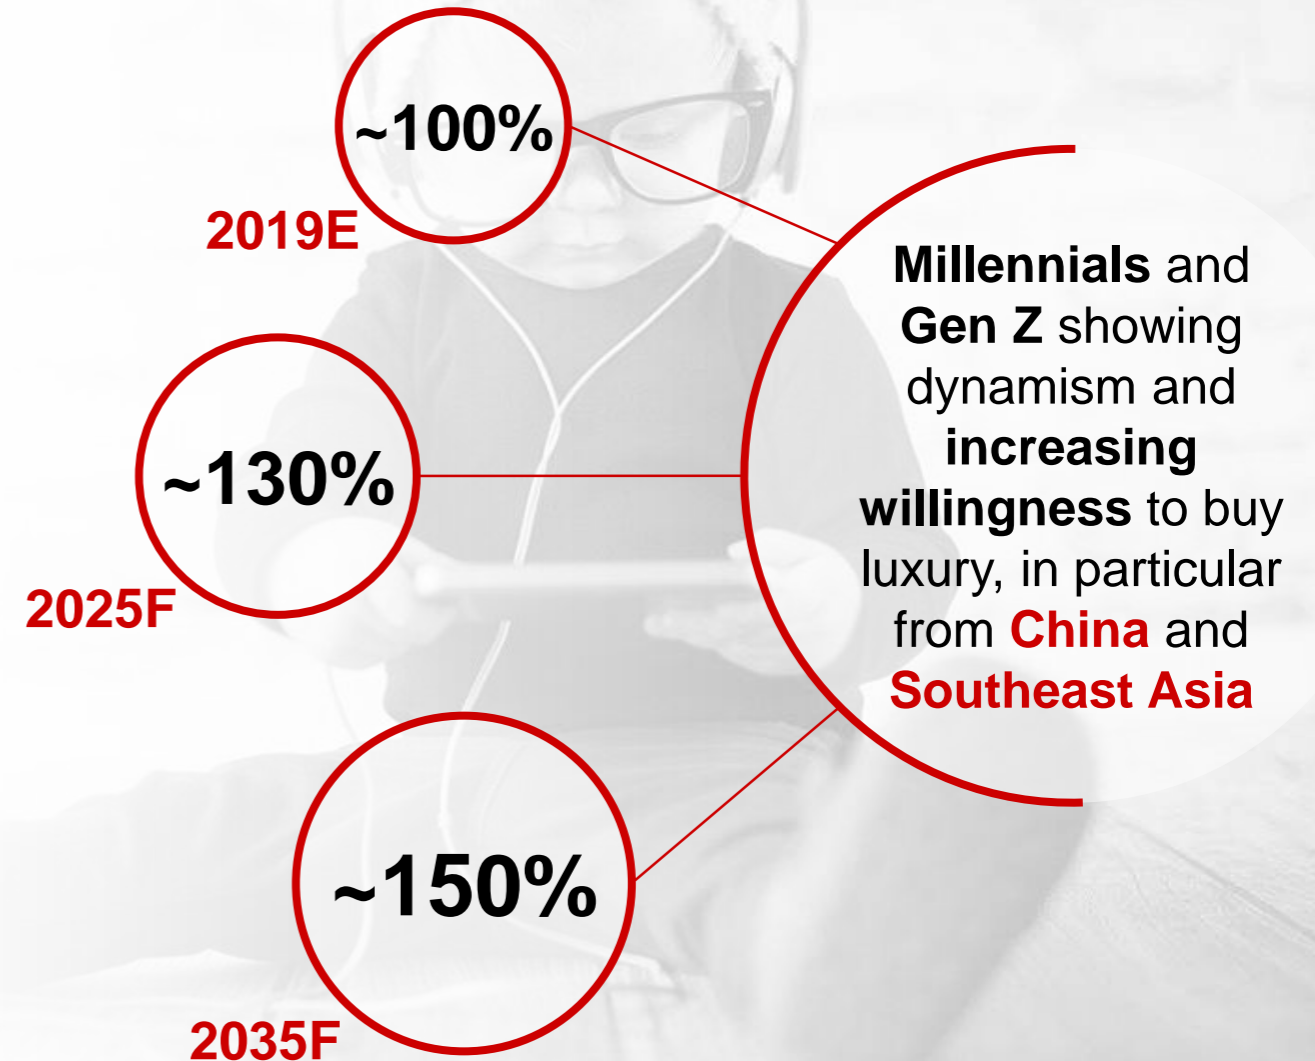 ~100%
2019E
~130%
2025F
~150%
2035F
Millennials and
Gen Z showing
dynamism and
increasing
willingness to buy
luxury, in particular
from China and
Southeast Asia